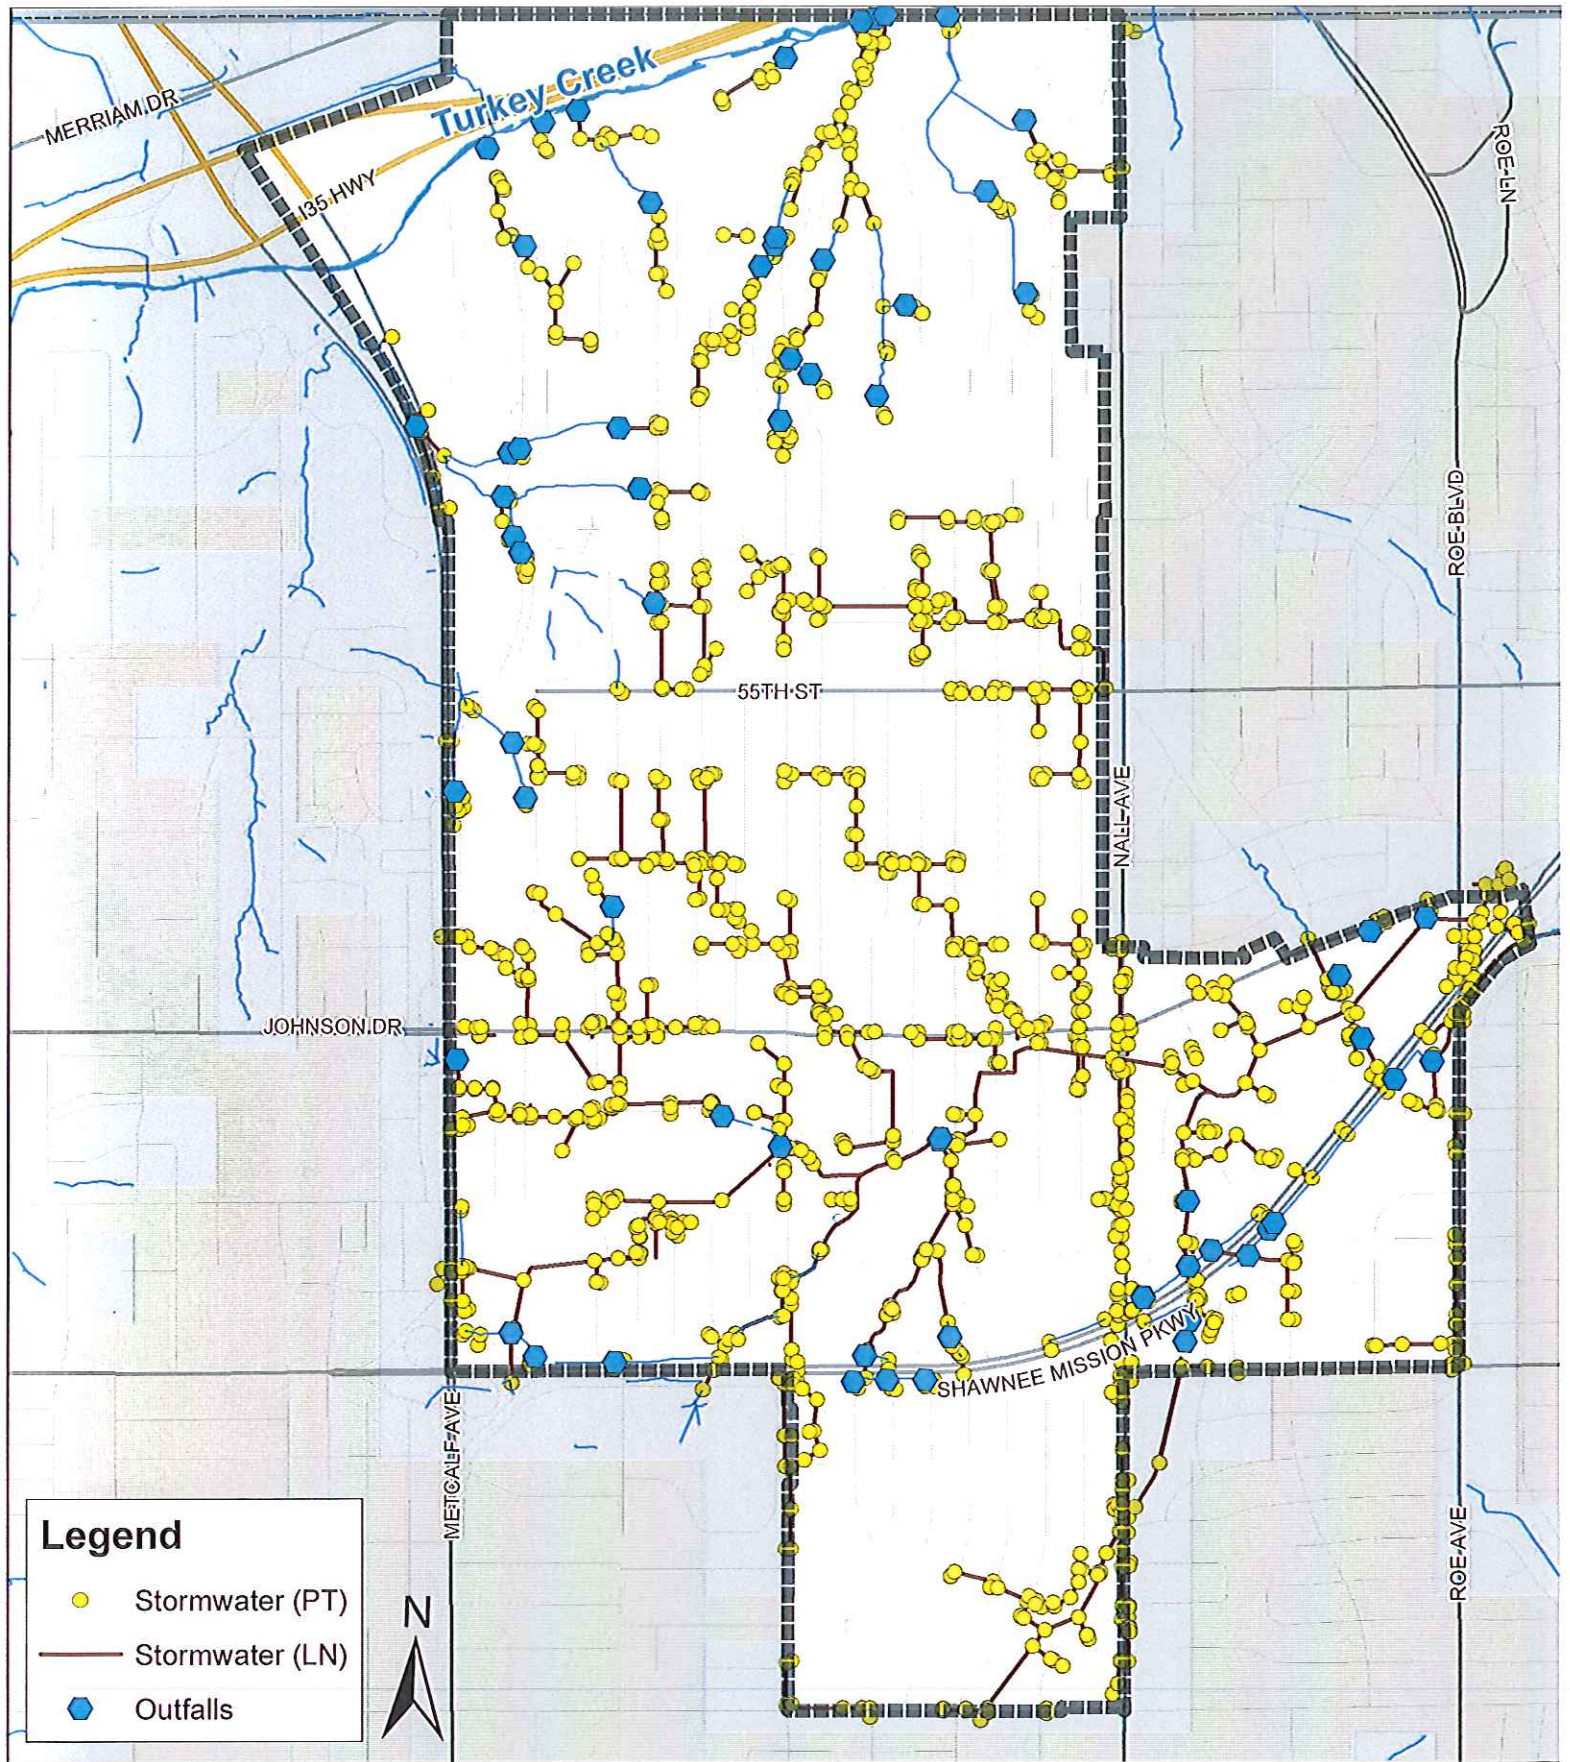 Turkey Creek
MERRIAM DR
I35 HWY
ROE LN
ROE BLVD
55TH ST
NALL AVE
JOHNSON DR
SHAWNEE MISSION PKWY
METCALF AVE
ROE AVE
Legend
Stormwater (PT)
Stormwater (LN)
Outfalls
N